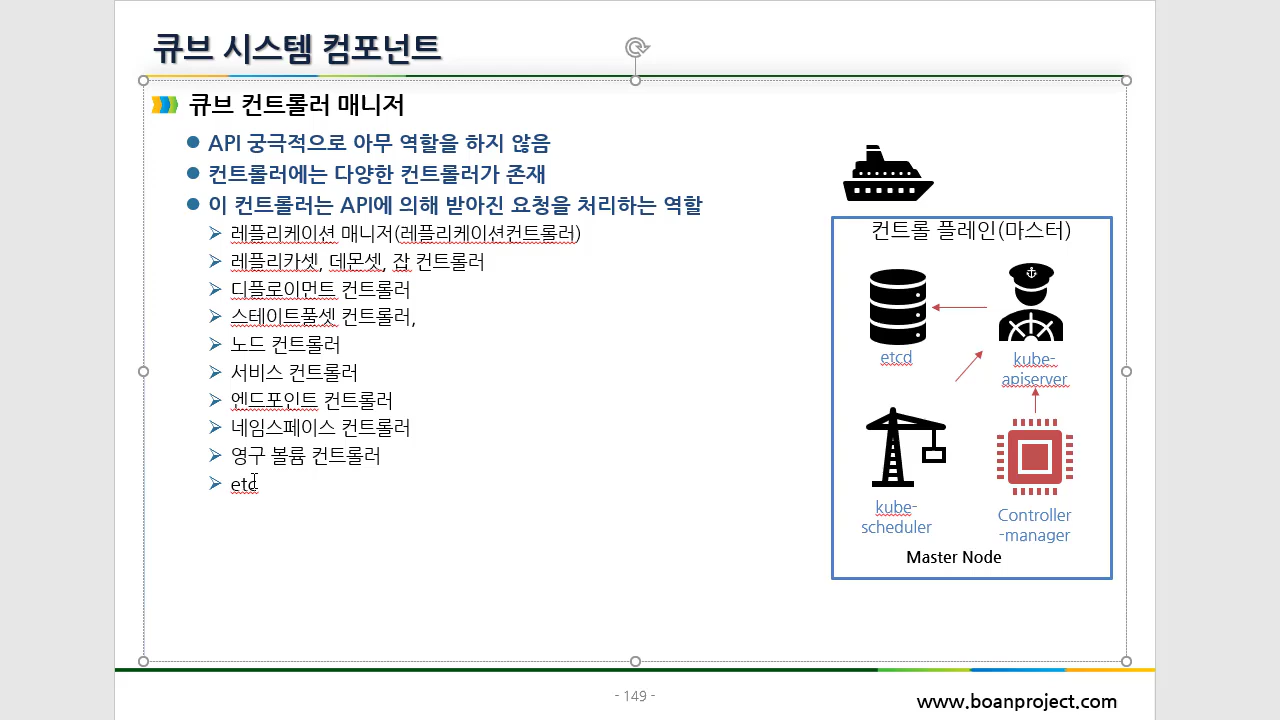 큐브 시스템 컴포넌트
큐브 컨트롤러 매니저
API 궁극적으로 아무 역할을 하지 않음
컨트롤러에는 다양한 컨트롤러가 존재
이 컨트롤러는 API에 의해 받아진 요청을 처리하는 역할
레플리케이션 매니저(레플리케이션컨트롤러)
레플리카셋, 데몬셋, 잡 컨트롤러
디플로이먼트 컨트롤러
스테이트풀셋 컨트롤러,
노드 컨트롤러
서비스 컨트롤러
엔드포인트 컨트롤러
네임스페이스 컨트롤러
영구 볼륨 컨트롤러
etc
컨트롤 플레인(마스터)
etcd
kube-
apiserver
kube-
scheduler
Controller
-manager
Master Node
- 149 -
www.boanproject.com